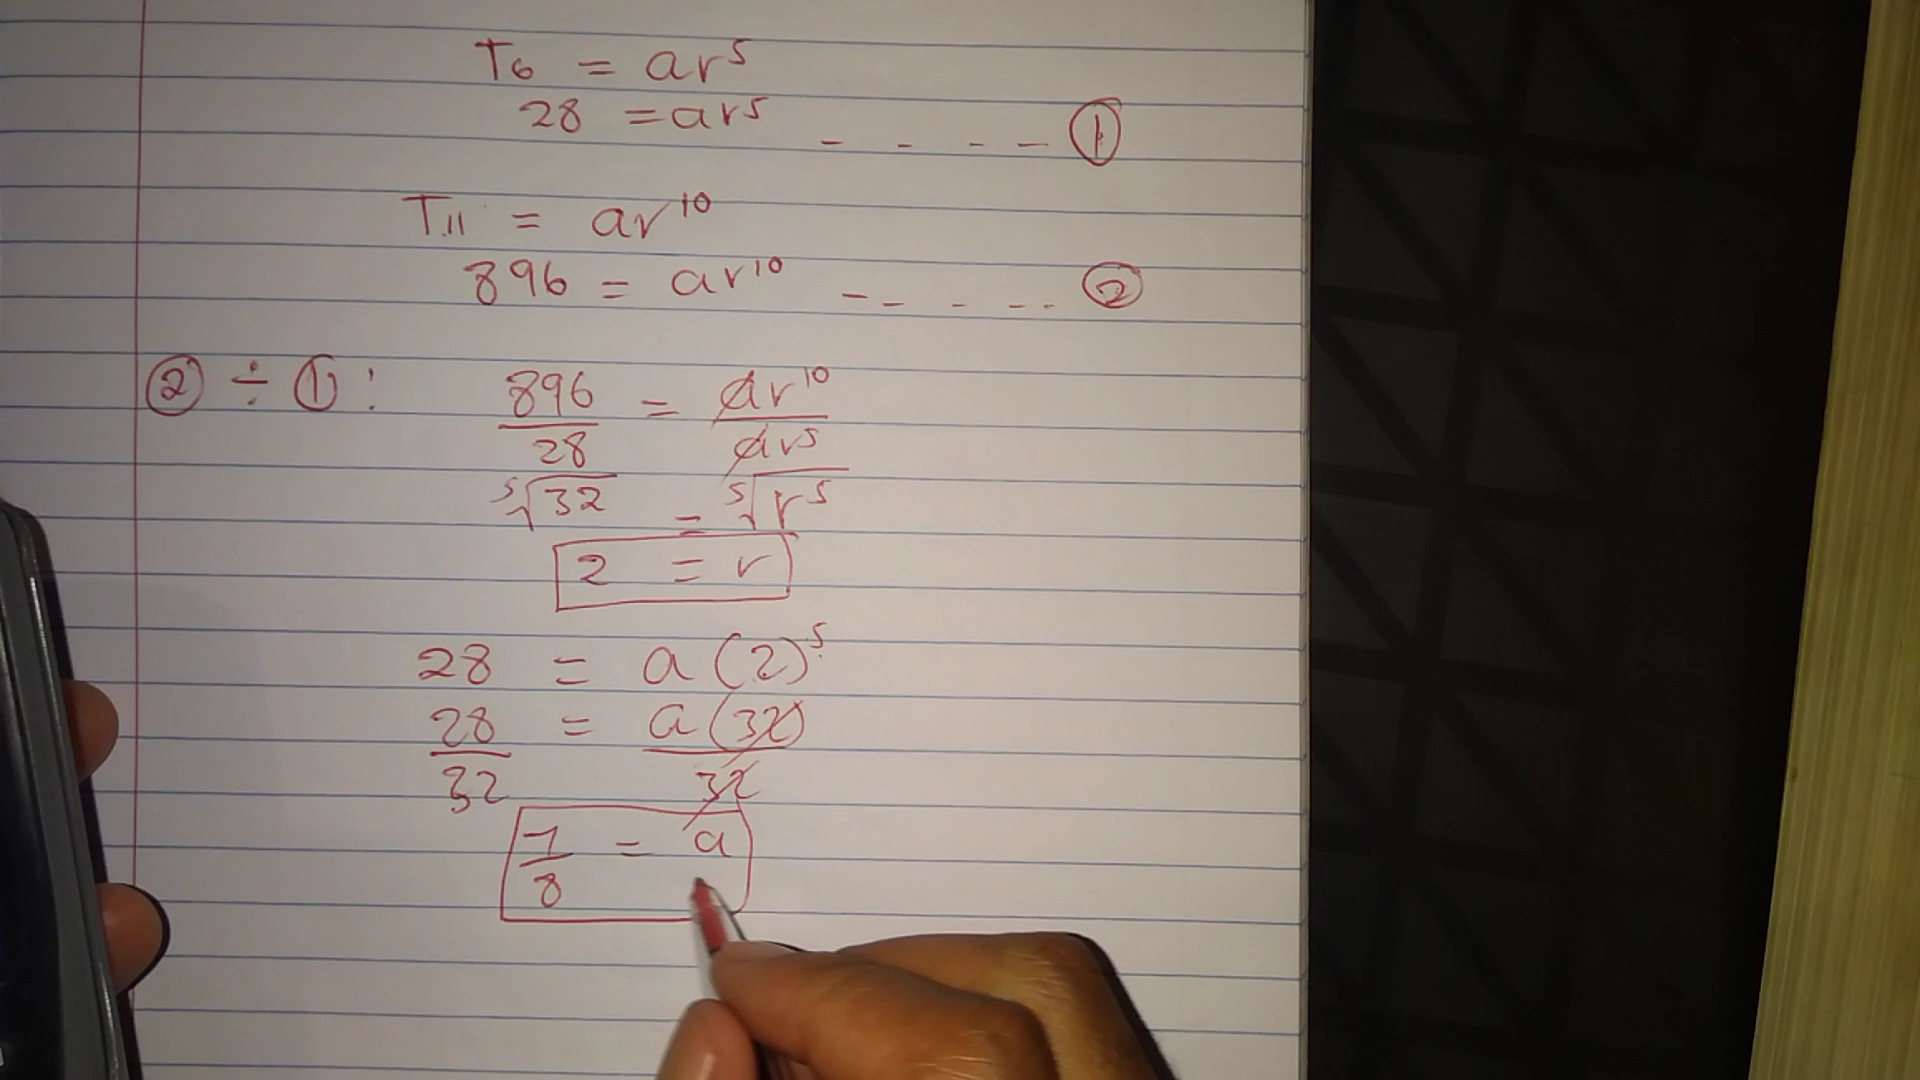 T₆ = ar⁵
28 = ar⁵ - - - - ①
T₁₁ = ar¹⁰
896 = ar¹⁰ - - - - - ②
② ÷ ① : 896/28 = ar¹⁰/ar⁵
⁵√32 = ⁵√r⁵
2 = r
28 = a(2)⁵
28/32 = a(32)/32
7/8 = a